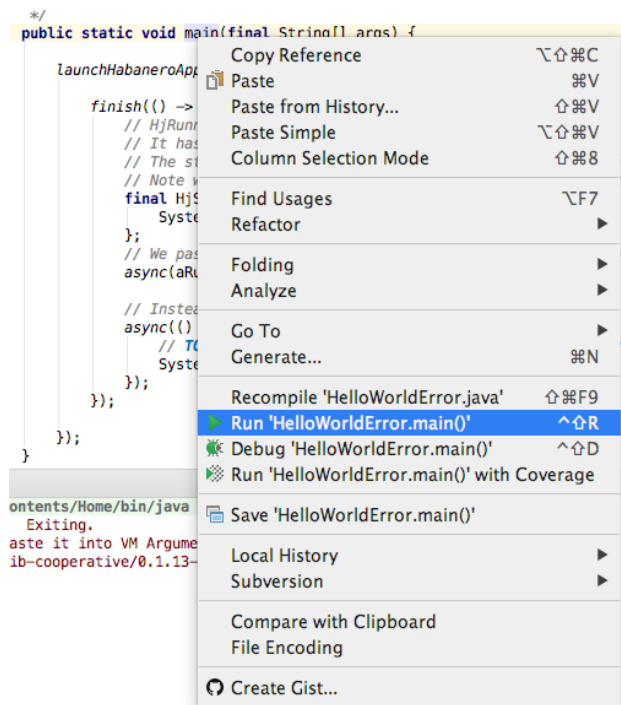 */
public static void main(final String[] args) {
launchHabaneroApp
finish(() ->
// HjRunn
// It has
// The st
// Note w
final HjS
Syste
};
// We pas
async(aRu
// Instea
async(()
// TO
Syste
});
});
});
}
ontents/Home/bin/java
Exiting.
aste it into VM Argume
ib-cooperative/0.1.13-
Copy Reference ⌥⇧⌘C
Paste ⌘V
Paste from History... ⇧⌘V
Paste Simple ⌥⇧⌘V
Column Selection Mode ⇧⌘8
Find Usages ⌥F7
Refactor
Folding
Analyze
Go To
Generate... ⌘N
Recompile 'HelloWorldError.java' ⇧⌘F9
Run 'HelloWorldError.main()' ^⇧R
Debug 'HelloWorldError.main()' ^⇧D
Run 'HelloWorldError.main()' with Coverage
Save 'HelloWorldError.main()'
Local History
Subversion
Compare with Clipboard
File Encoding
Create Gist...